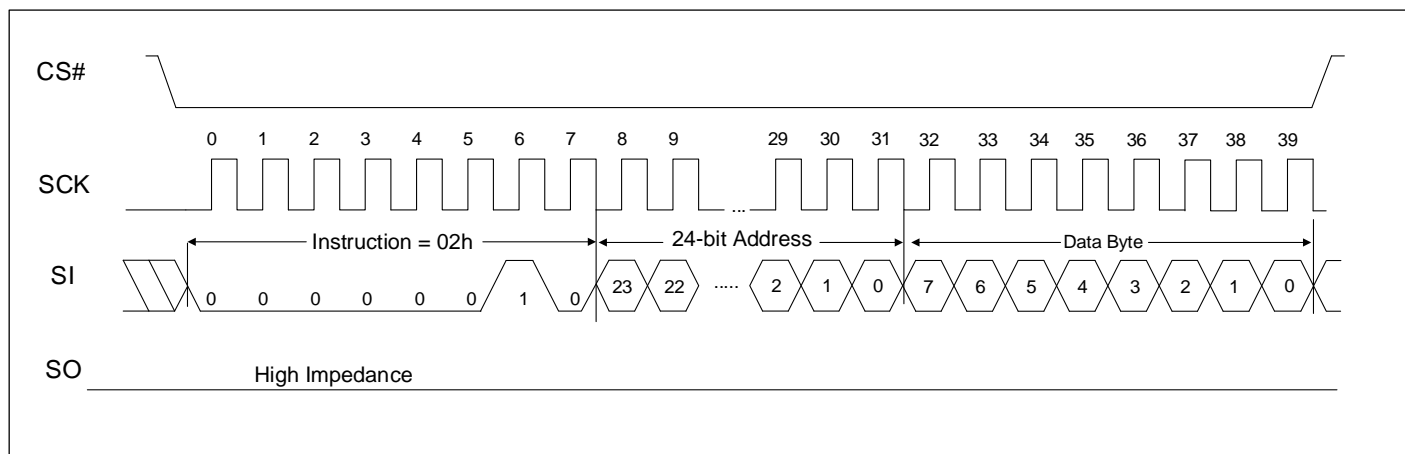 CS#
0 1 2 3 4 5 6 7 8 9 29 30 31 32 33 34 35 36 37 38 39
SCK
...
Instruction = 02h 24-bit Address Data Byte
SI
0 0 0 0 0 0 1 0 23 22 ..... 2 1 0 7 6 5 4 3 2 1 0
SO
High Impedance